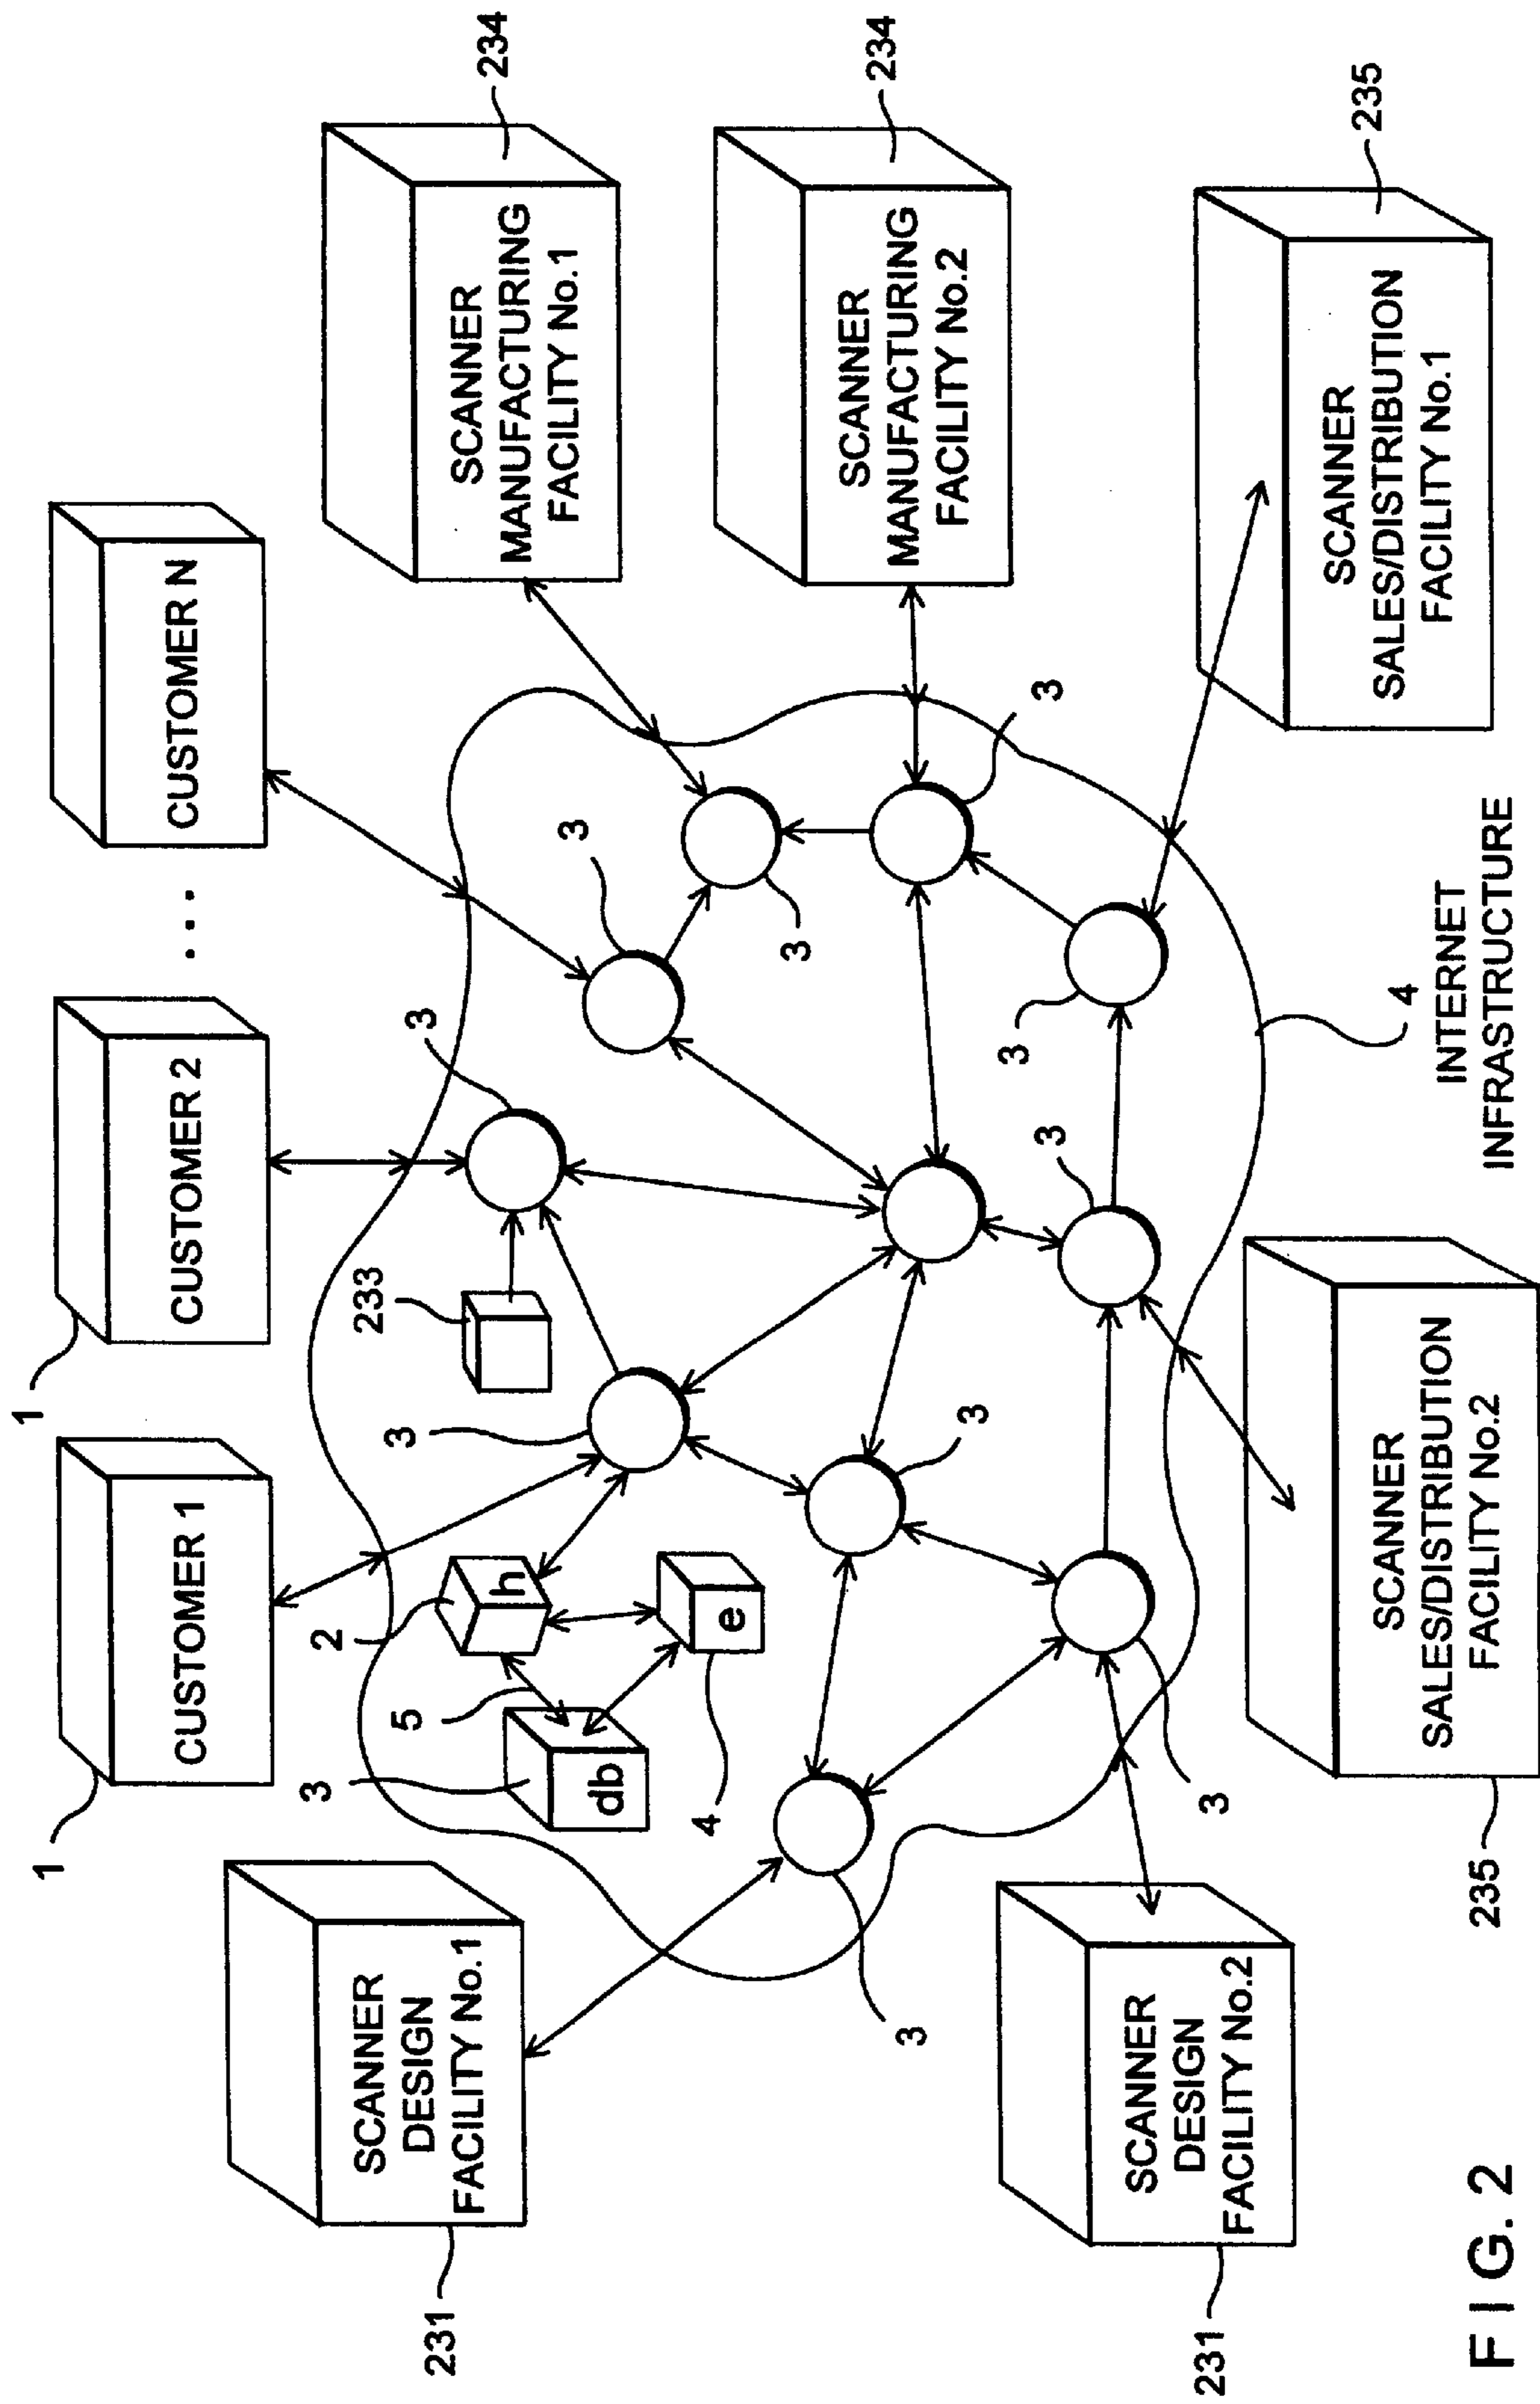 1
CUSTOMER 1
1
CUSTOMER 2
. . .
CUSTOMER N
231
SCANNER
DESIGN
FACILITY No.1
SCANNER
MANUFACTURING
FACILITY No.1
234
3
db
5
2
h
e
4
3
233
3
3
3
SCANNER
MANUFACTURING
FACILITY No.2
234
3
3
3
3
3
3
231
SCANNER
DESIGN
FACILITY No.2
235
SCANNER
SALES/DISTRIBUTION
FACILITY No.2
4
INTERNET
INFRASTRUCTURE
SCANNER
SALES/DISTRIBUTION
FACILITY No.1
235
FIG. 2